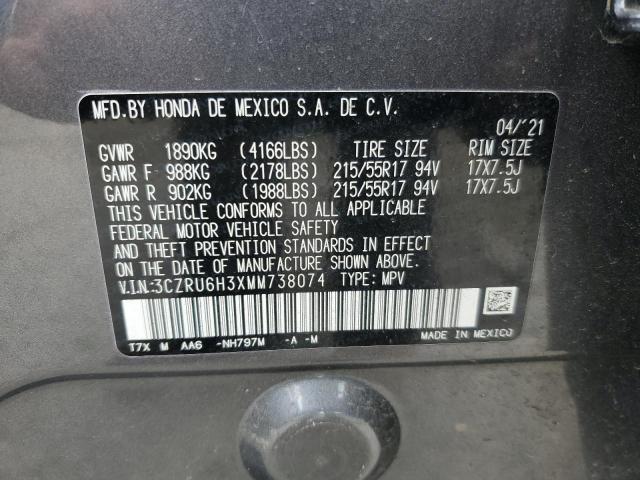 MFD.BY HONDA DE MEXICO S.A. DE C.V.
04/'21
GVWR 1890KG (4166LBS) TIRE SIZE RIM SIZE
GAWR F 988KG (2178LBS) 215/55R17 94V 17X7.5J
GAWR R 902KG (1988LBS) 215/55R17 94V 17X7.5J
THIS VEHICLE CONFORMS TO ALL APPLICABLE
FEDERAL MOTOR VEHICLE SAFETY
AND THEFT PREVENTION STANDARDS IN EFFECT
ON THE DATE OF MANUFACTURE SHOWN ABOVE.
V.I.N:3CZRU6H3XMM738074 TYPE: MPV
T7X M AA6 -NH797M -A -M MADE IN MEXICO